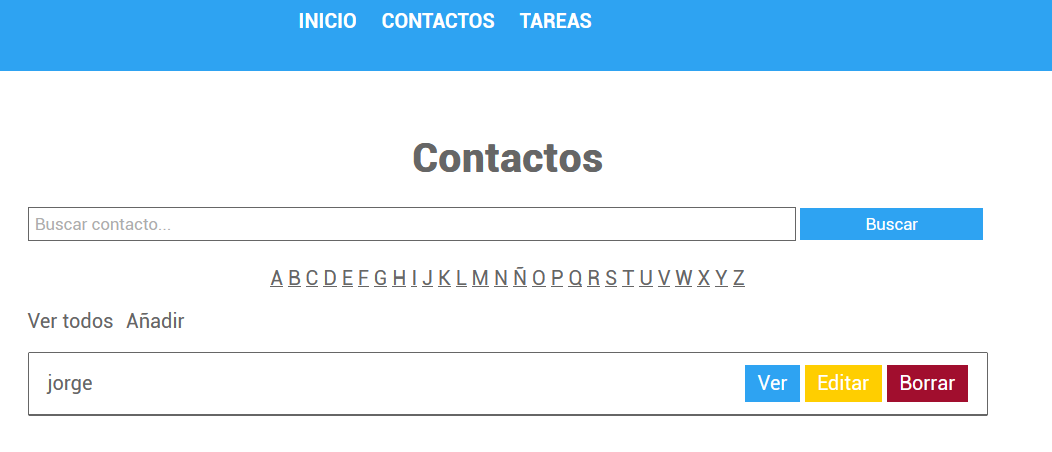 INICIO CONTACTOS TAREAS
Contactos
Buscar contacto... Buscar
A B C D E F G H I J K L M N Ñ O P Q R S T U V W X Y Z
Ver todos Añadir
jorge Ver Editar Borrar